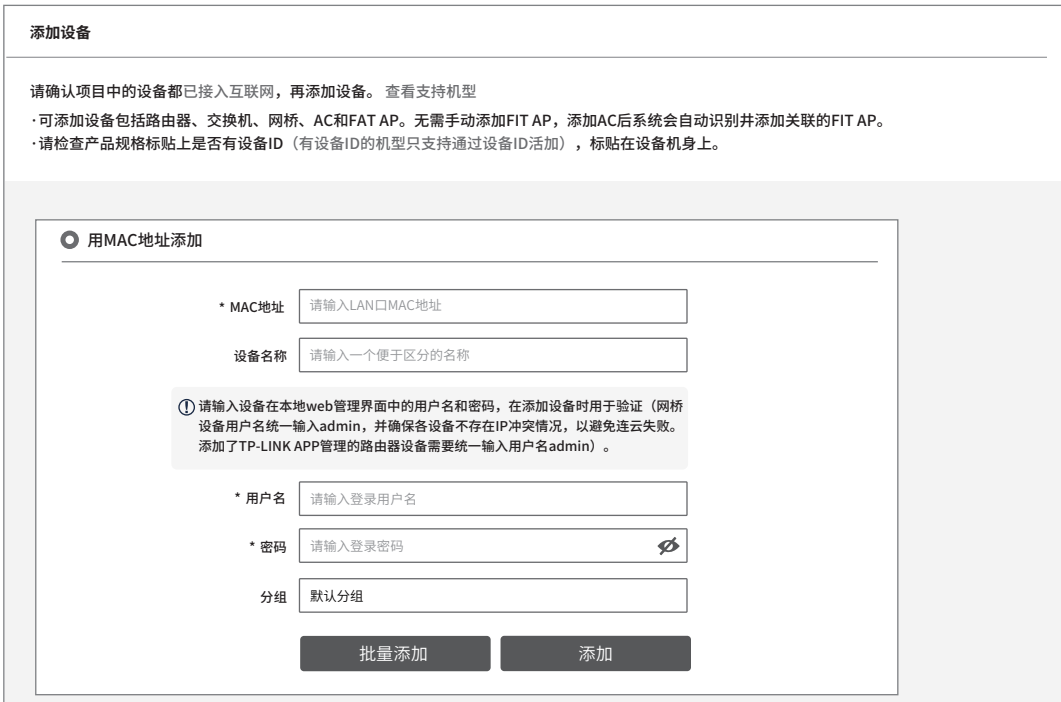 添加设备
请确认项目中的设备都已接入互联网，再添加设备。 查看支持机型
·可添加设备包括路由器、交换机、网桥、AC和FAT AP。无需手动添加FIT AP，添加AC后系统会自动识别井添加关联的FIT AP。
·请检查产品规格标贴上是否有设备ID（有设备ID的机型只支持通过设备ID活加），标贴在设备机身上。
用MAC地址添加
* MAC地址 请输入LAN口MAC地址
设备名称 请输入一个便于区分的名称
请输入设备在本地web管理界面中的用户名和密码，在添加设备时用于验证（网桥
设备用户名统一输入admin，并确保各设备不存在IP冲突情况，以避免连云失败。
添加了TP-LINK APP管理的路由器设备需要统一输入用户名admin）。
* 用户名 请输入登录用户名
* 密码 请输入登录密码
分组 默认分组
批量添加 添加